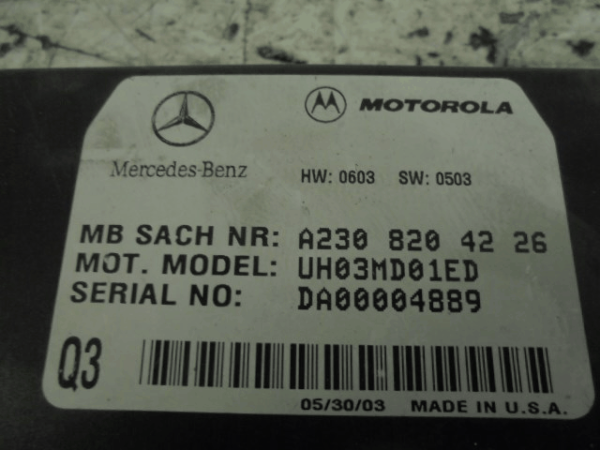 MOTOROLA
Mercedes-Benz
HW: 0603 SW: 0503
MB SACH NR: A230 820 42 26
MOT. MODEL: UH03MD01ED
SERIAL NO: DA00004889
Q3
05/30/03 MADE IN U.S.A.